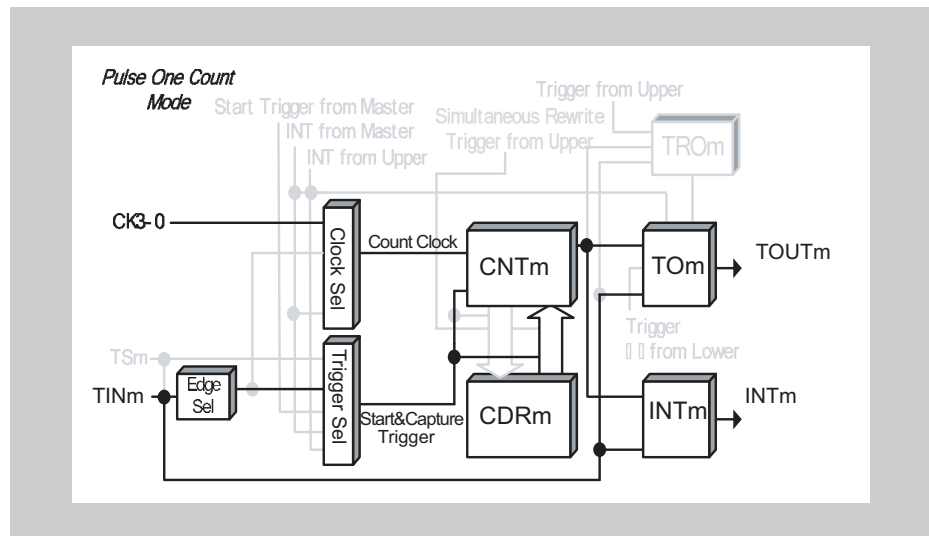 Pulse One Count
Mode
Trigger from Upper
Start Trigger from Master
Simultaneous Rewrite
INT from Master
Trigger from Upper
INT from Upper
TROm
CK3-0
Clock Sel
Count Clock
CNTm
TOm
TOUTm
Trigger
from Lower
TSm
TINm
Edge
Sel
Trigger Sel
Start&Capture
Trigger
CDRm
INTm
INTm